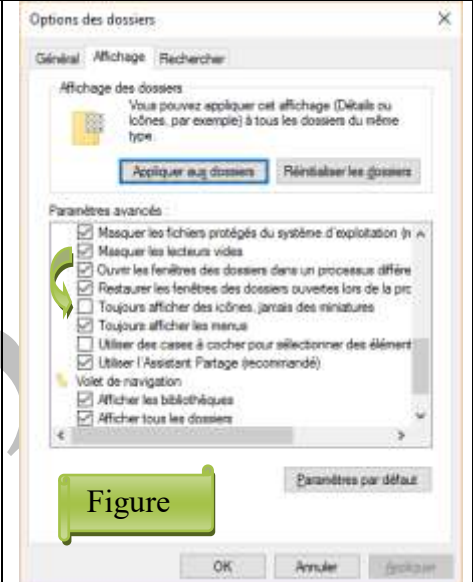 Options des dossiers
Général Affichage Rechercher
Affichage des dossiers
Vous pouvez appliquer cet affichage (Détails ou
Icônes, par exemple) à tous les dossiers du même
type.
Appliquer aux dossiers Réinitialiser les dossiers
Paramètres avancés :
Masquer les fichiers protégés du système d'exploitation (n
Masquer les lecteurs vides
Ouvrir les fenêtres des dossiers dans un processus différe
Restaurer les fenêtres des dossiers ouvertes lors de la pro
Toujours afficher des icônes, jamais des miniatures
Toujours afficher les menus
Utiliser des cases à cocher pour sélectionner des élément
Utiliser l'Assistant Partage (recommandé)
Volet de navigation
Afficher les bibliothèques
Afficher tous les dossiers
Paramètres par défaut
Figure
OK Annuler Appliquer